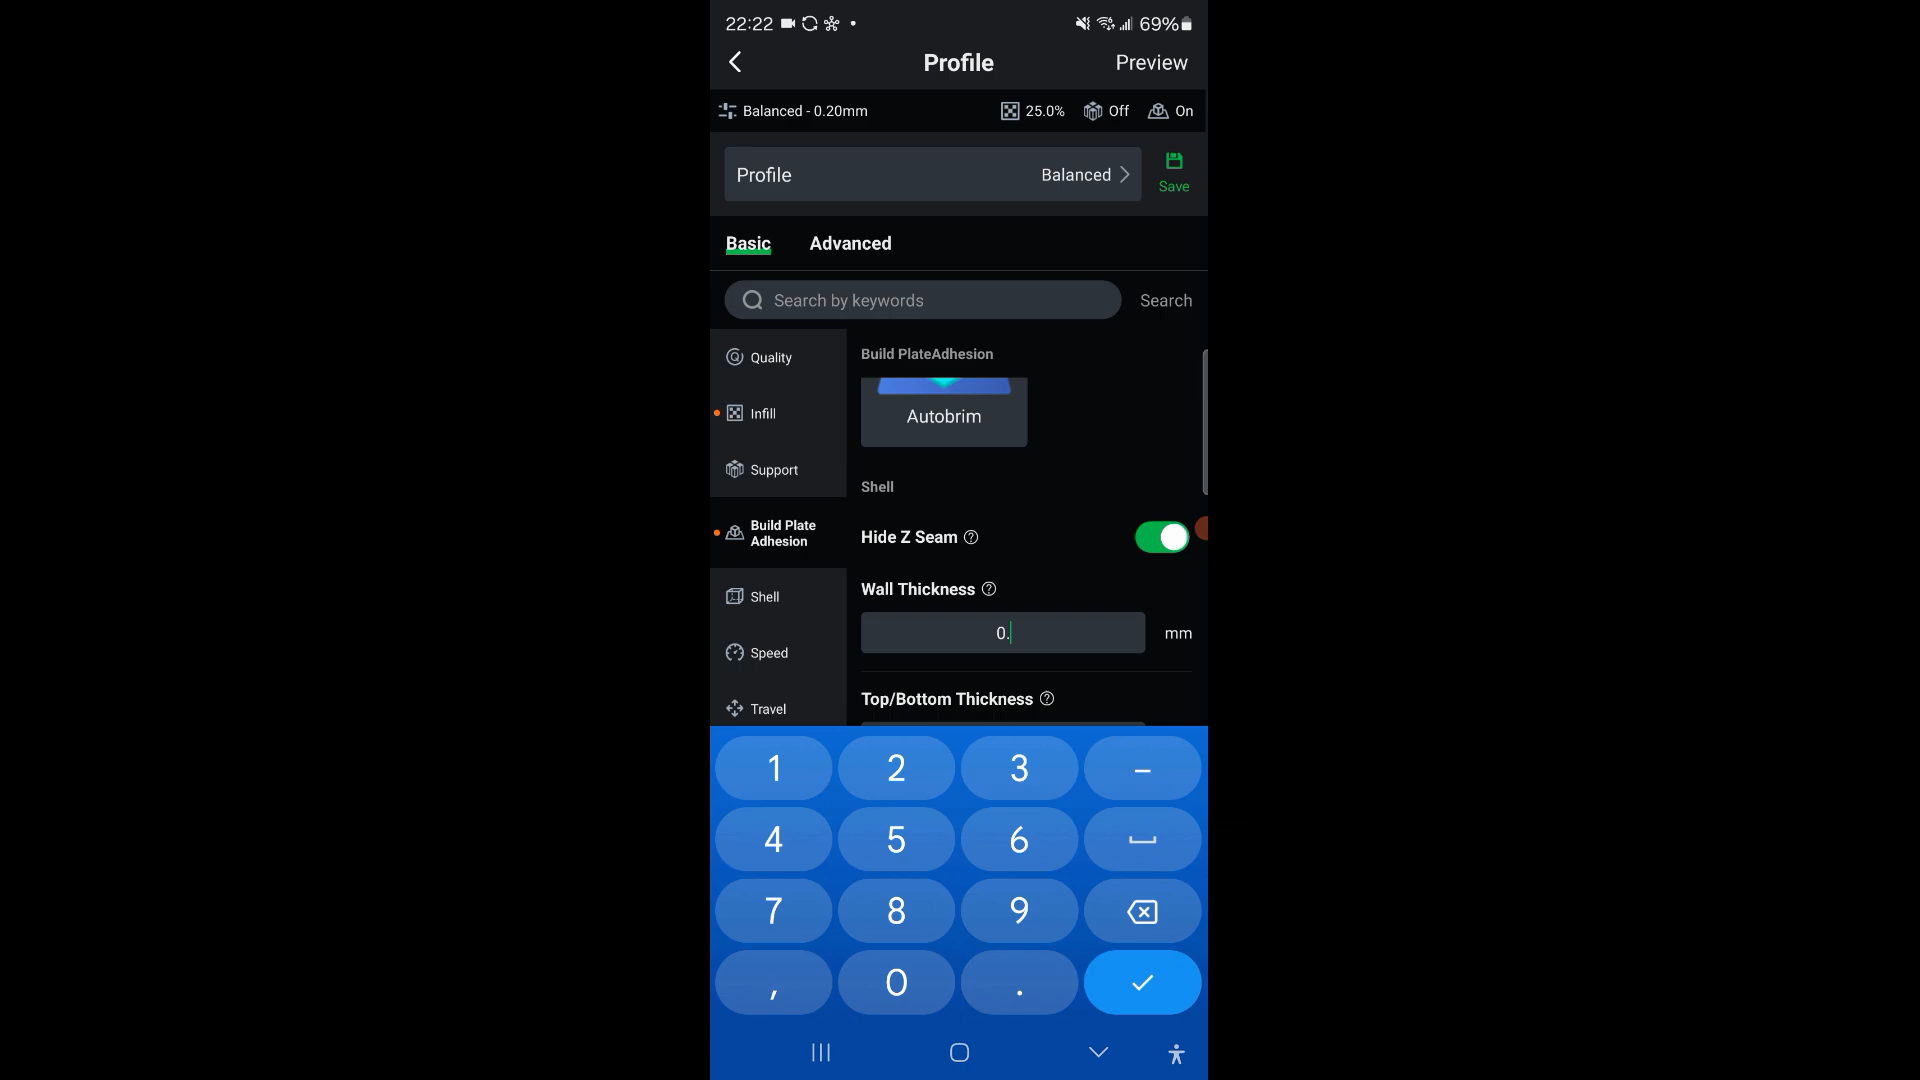 22:22 69%
Profile Preview
Balanced - 0.20mm 25.0% Off On
Profile Balanced
Save
Basic Advanced
Search by keywords Search
Quality
Infill
Support
Build Plate
Adhesion
Shell
Speed
Travel
Build PlateAdhesion
Autobrim
Shell
Hide Z Seam
Wall Thickness
0. mm
Top/Bottom Thickness
1 2 3 -
4 5 6
7 8 9
, 0 .